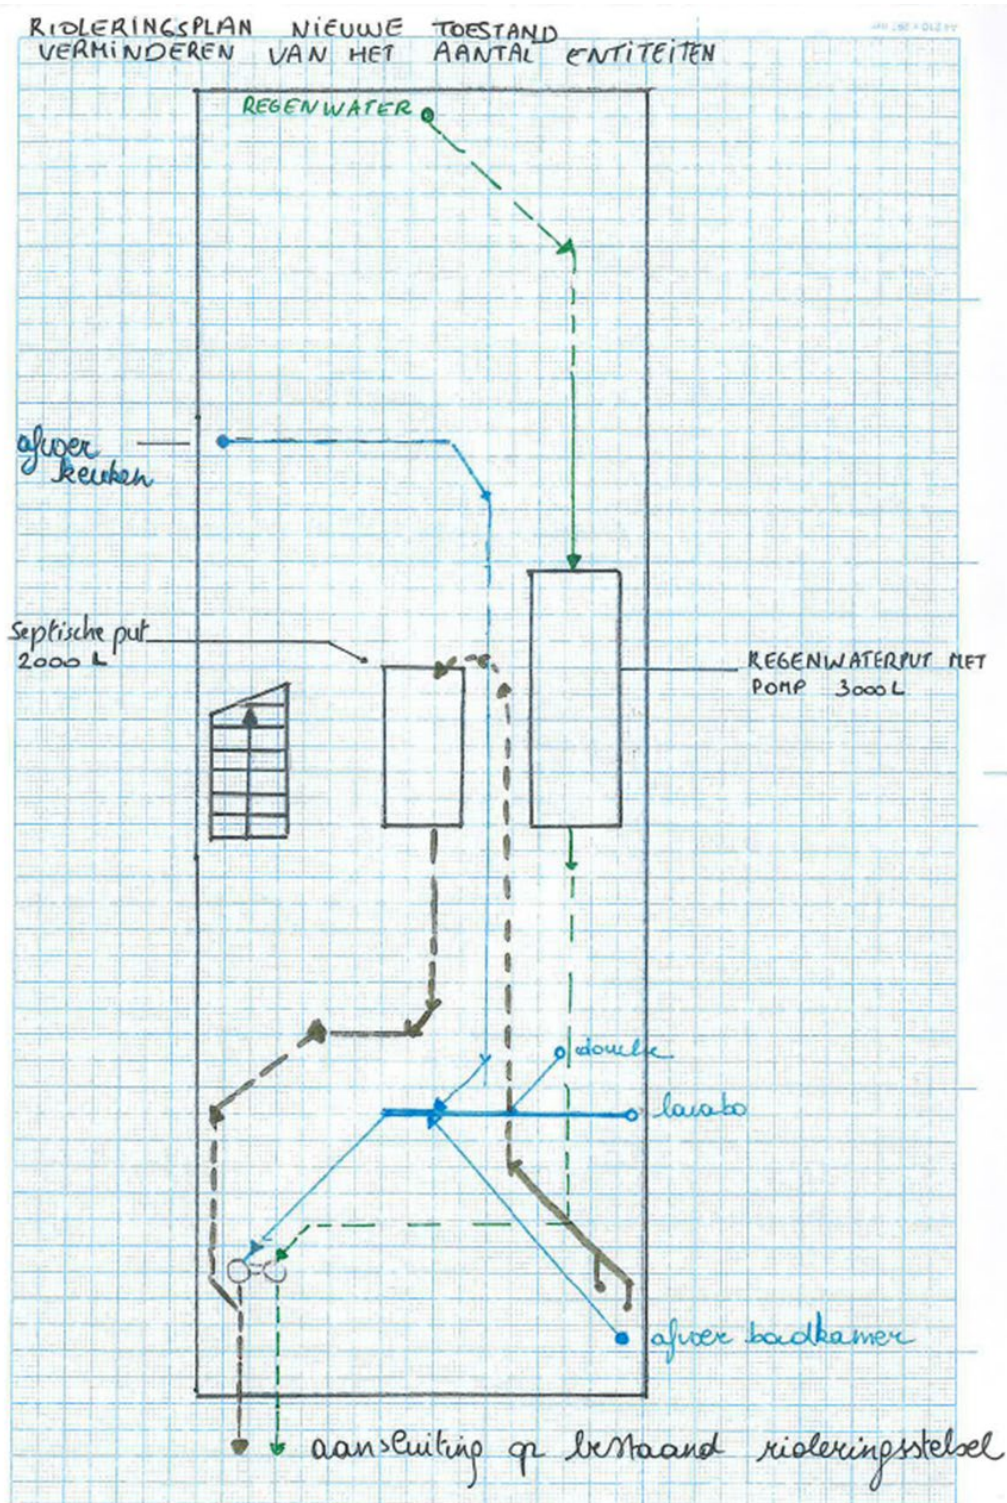 RIOLERINGSPLAN NIEUWE TOESTAND
VERMINDEREN VAN HET AANTAL ENTITEITEN
REGENWATER
afvoer
keuken
Septische put
2000 L
REGENWATERPUT MET
POMP 3000 L
douche
lavabo
afvoer badkamer
aansluiting op bestaand rioleringsstelsel